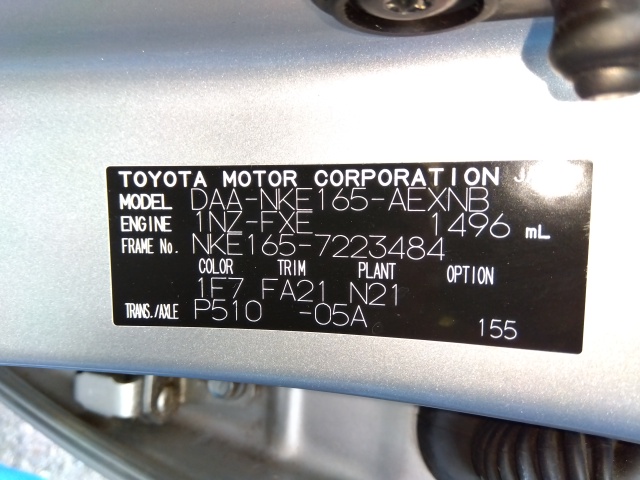 TOYOTA MOTOR CORPORATION
MODEL DAA-NKE165-AEXNB
ENGINE 1NZ-FXE 1496 mL
FRAME No. NKE165-7223484
COLOR TRIM PLANT OPTION
1F7 FA21 N21
TRANS./AXLE P510 -05A
155